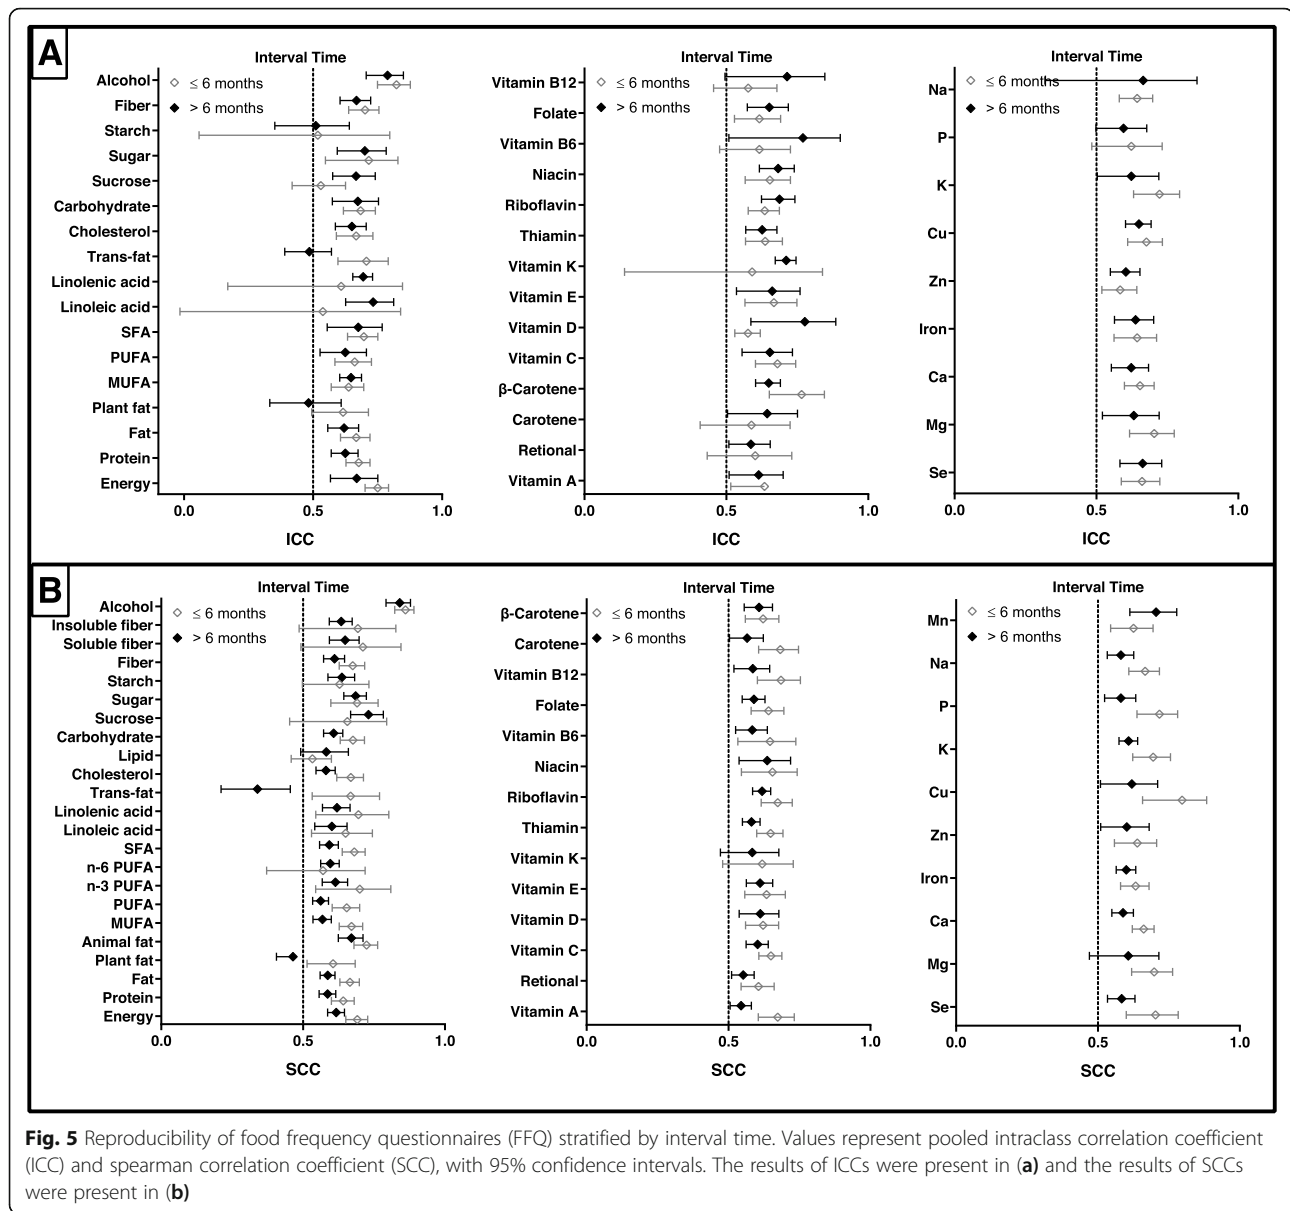 A
Interval Time
≤ 6 months
> 6 months
Alcohol
Fiber
Starch
Sugar
Sucrose
Carbohydrate
Cholesterol
Trans-fat
Linolenic acid
Linoleic acid
SFA
PUFA
MUFA
Plant fat
Fat
Protein
Energy
0.0 0.5 1.0
ICC
Interval Time
≤ 6 months
> 6 months
Vitamin B12
Folate
Vitamin B6
Niacin
Riboflavin
Thiamin
Vitamin K
Vitamin E
Vitamin D
Vitamin C
β-Carotene
Carotene
Retional
Vitamin A
0.0 0.5 1.0
ICC
Interval Time
≤ 6 months
> 6 months
Na
P
K
Cu
Zn
Iron
Ca
Mg
Se
0.0 0.5 1.0
ICC
B
Interval Time
≤ 6 months
> 6 months
Alcohol
Insoluble fiber
Soluble fiber
Fiber
Starch
Sugar
Sucrose
Carbohydrate
Lipid
Cholesterol
Trans-fat
Linolenic acid
Linoleic acid
SFA
n-6 PUFA
n-3 PUFA
PUFA
MUFA
Animal fat
Plant fat
Fat
Protein
Energy
0.0 0.5 1.0
SCC
Interval Time
≤ 6 months
> 6 months
β-Carotene
Carotene
Vitamin B12
Folate
Vitamin B6
Niacin
Riboflavin
Thiamin
Vitamin K
Vitamin E
Vitamin D
Vitamin C
Retional
Vitamin A
0.0 0.5 1.0
SCC
Interval Time
≤ 6 months
> 6 months
Mn
Na
P
K
Cu
Zn
Iron
Ca
Mg
Se
0.0 0.5 1.0
SCC
Fig. 5 Reproducibility of food frequency questionnaires (FFQ) stratified by interval time. Values represent pooled intraclass correlation coefficient
(ICC) and spearman correlation coefficient (SCC), with 95% confidence intervals. The results of ICCs were present in (a) and the results of SCCs
were present in (b)